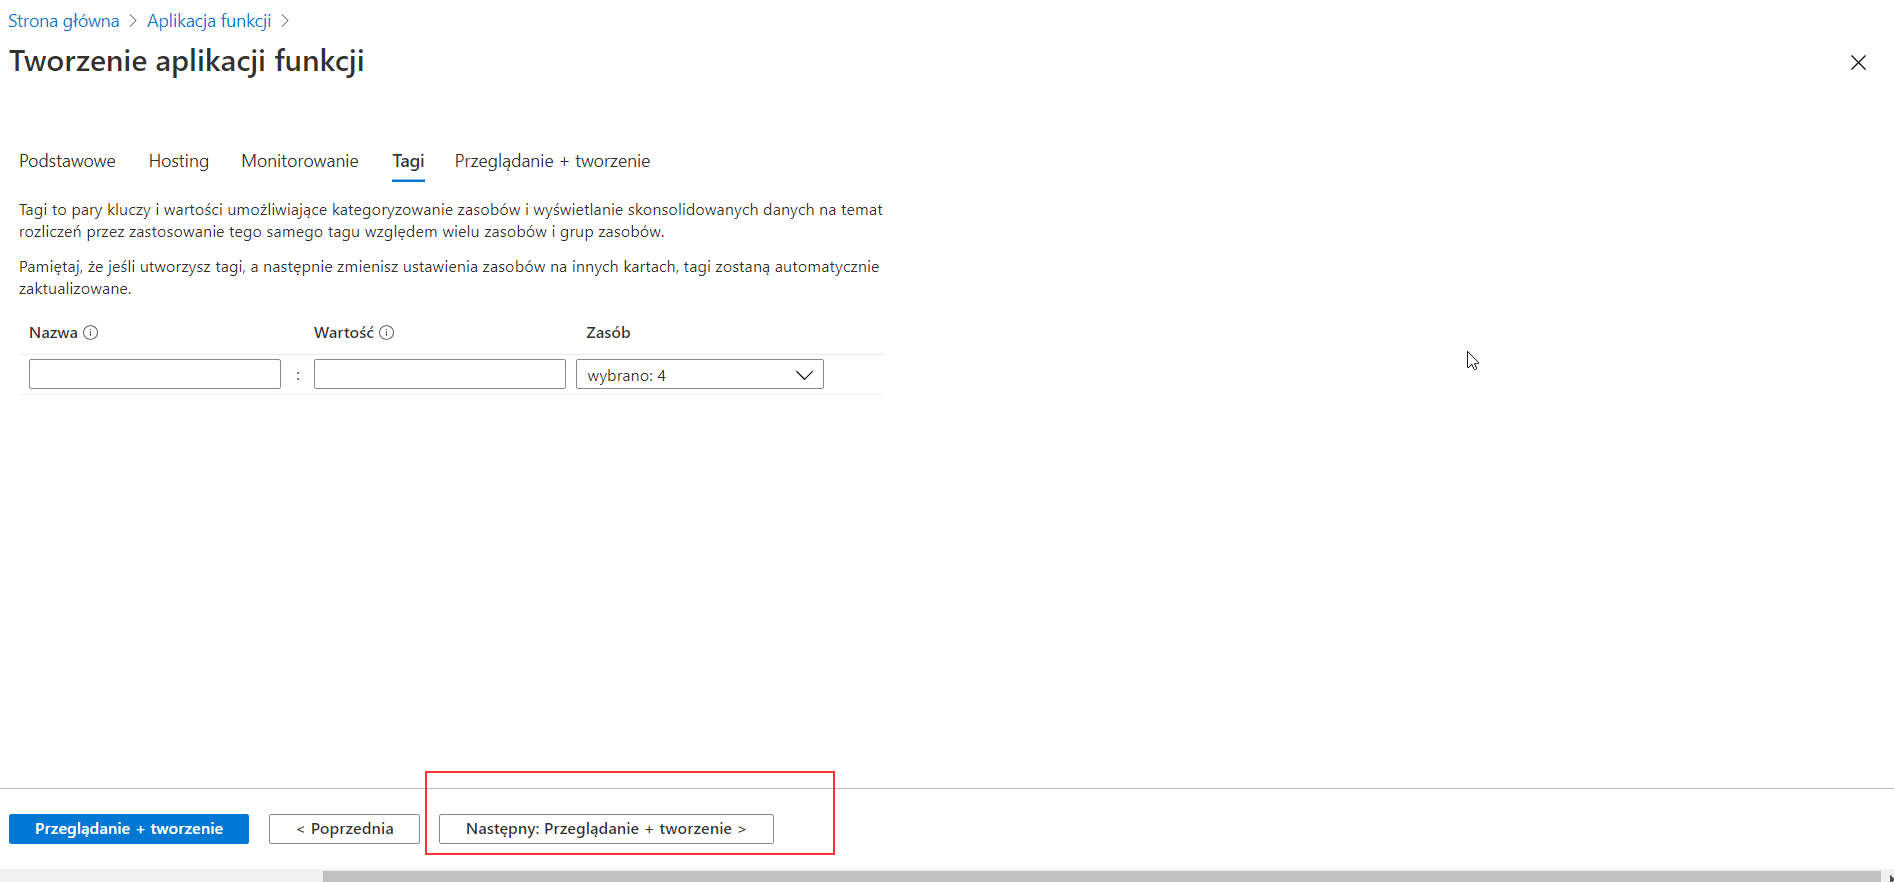 Strona główna > Aplikacja funkcji >
Tworzenie aplikacji funkcji
Podstawowe Hosting Monitorowanie Tagi Przeglądanie + tworzenie
Tagi to pary kluczy i wartości umożliwiające kategoryzowanie zasobów i wyświetlanie skonsolidowanych danych na temat
rozliczeń przez zastosowanie tego samego tagu względem wielu zasobów i grup zasobów.
Pamiętaj, że jeśli utworzysz tagi, a następnie zmienisz ustawienia zasobów na innych kartach, tagi zostaną automatycznie
zaktualizowane.
Nazwa Wartość Zasób
: wybrano: 4
Przeglądanie + tworzenie < Poprzednia Następny: Przeglądanie + tworzenie >